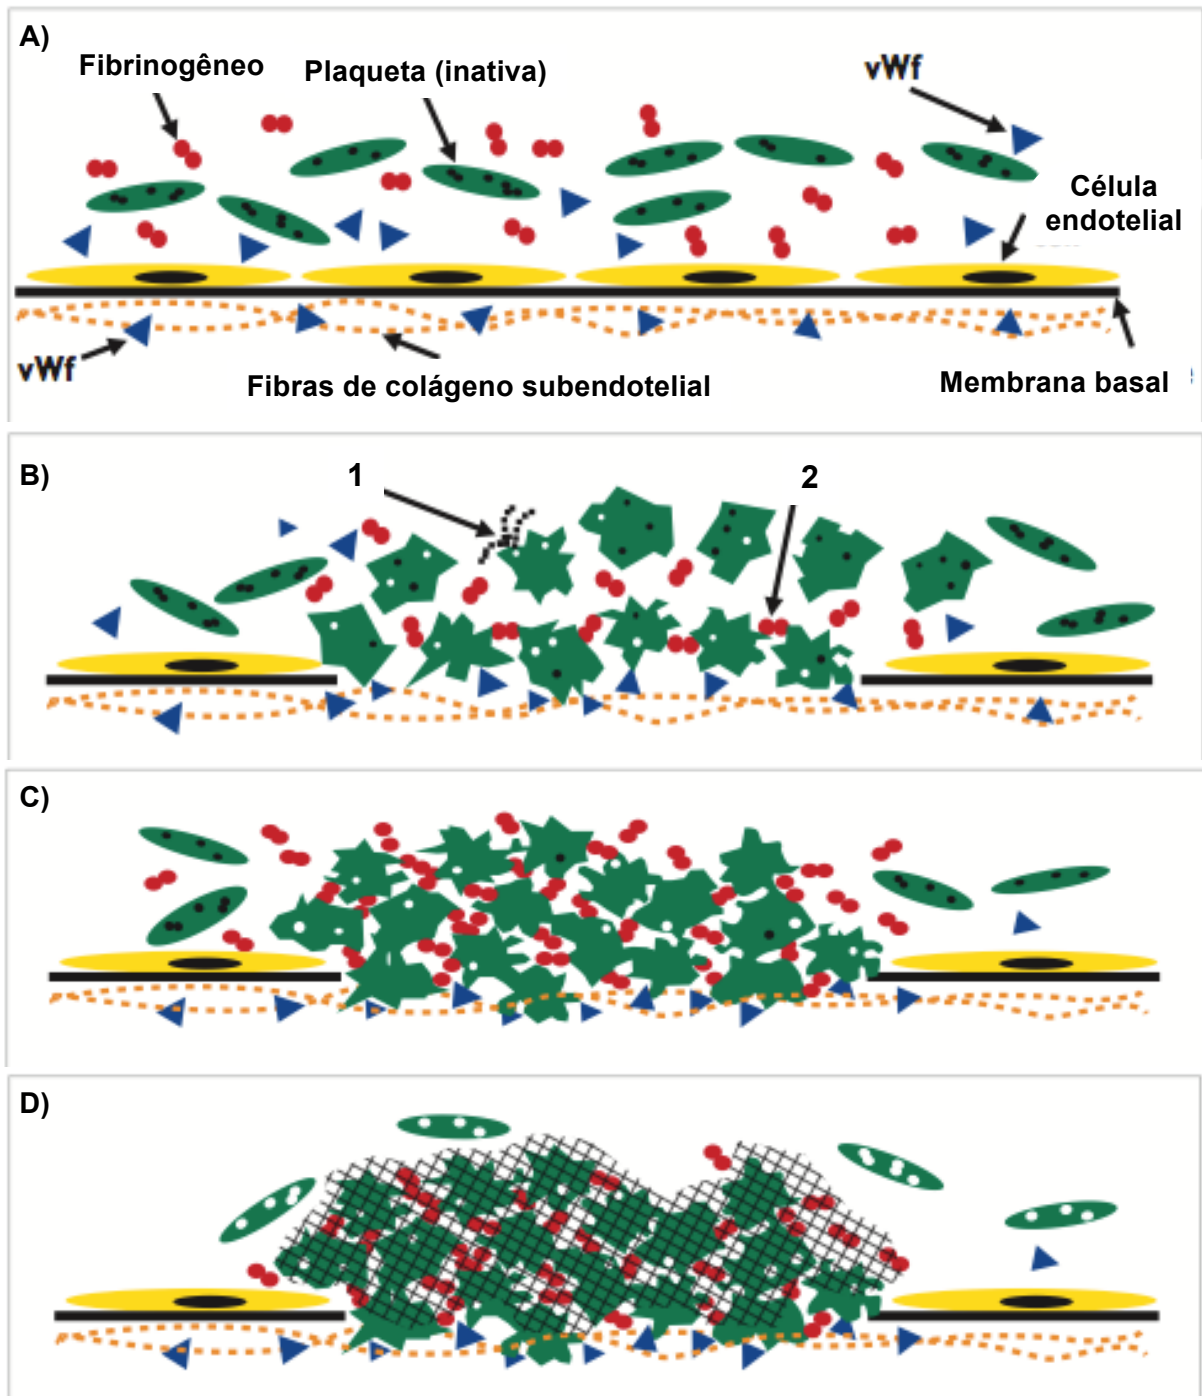 A)
Fibrinogêneo
Plaqueta (inativa)
vWf
Célula
endotelial
vWf
Fibras de colágeno subendotelial
Membrana basal
B)
1
2
C)
D)